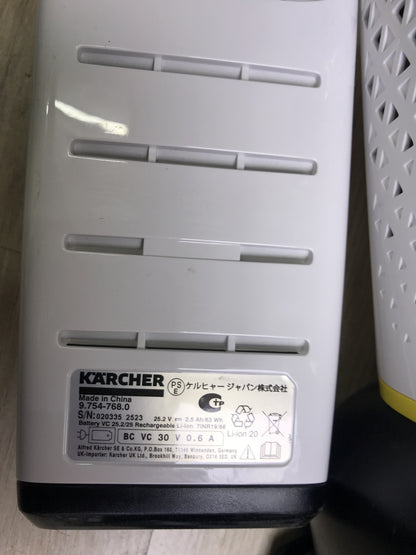 KÄRCHER
PS E ケルヒャー ジャパン株式会社
Made in China
9.754-768.0
S/N: 020335 2523
25.2 V 2.5 Ah 63 Wh
Battery VC 25.2/25 Rechargeable Li-Ion 7INR19/66
Li-ion 20
BC VC 30 V 0.6 A
Alfred Kärcher SE & Co.KG, P.O.Box 160, Winnenden, Germany
UK-Importer: Karcher UK Ltd., Brookhill Way, Banbury, OX16 3ED, UK